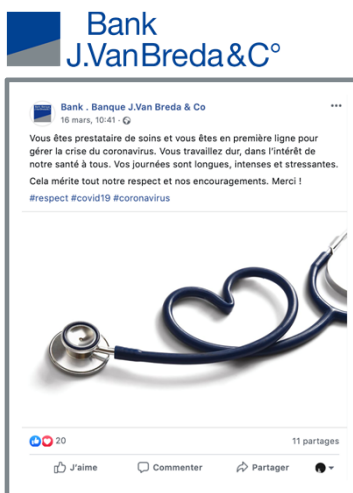 Bank
J.VanBreda&C°
Bank . Banque J.Van Breda & Co
16 mars, 10:41 ·
Vous êtes prestataire de soins et vous êtes en première ligne pour
gérer la crise du coronavirus. Vous travaillez dur, dans l'intérêt de
notre santé à tous. Vos journées sont longues, intenses et stressantes.
Cela mérite tout notre respect et nos encouragements. Merci !
#respect #covid19 #coronavirus
20
11 partages
J'aime
Commenter
Partager